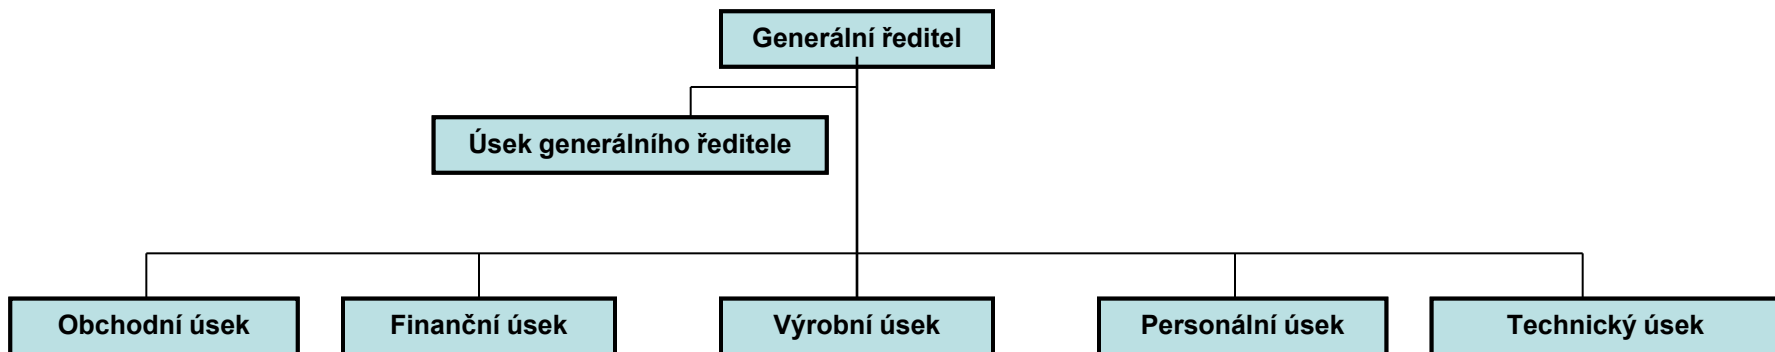 Generální ředitel
Úsek generálního ředitele
Obchodní úsek
Finanční úsek
Výrobní úsek
Personální úsek
Technický úsek